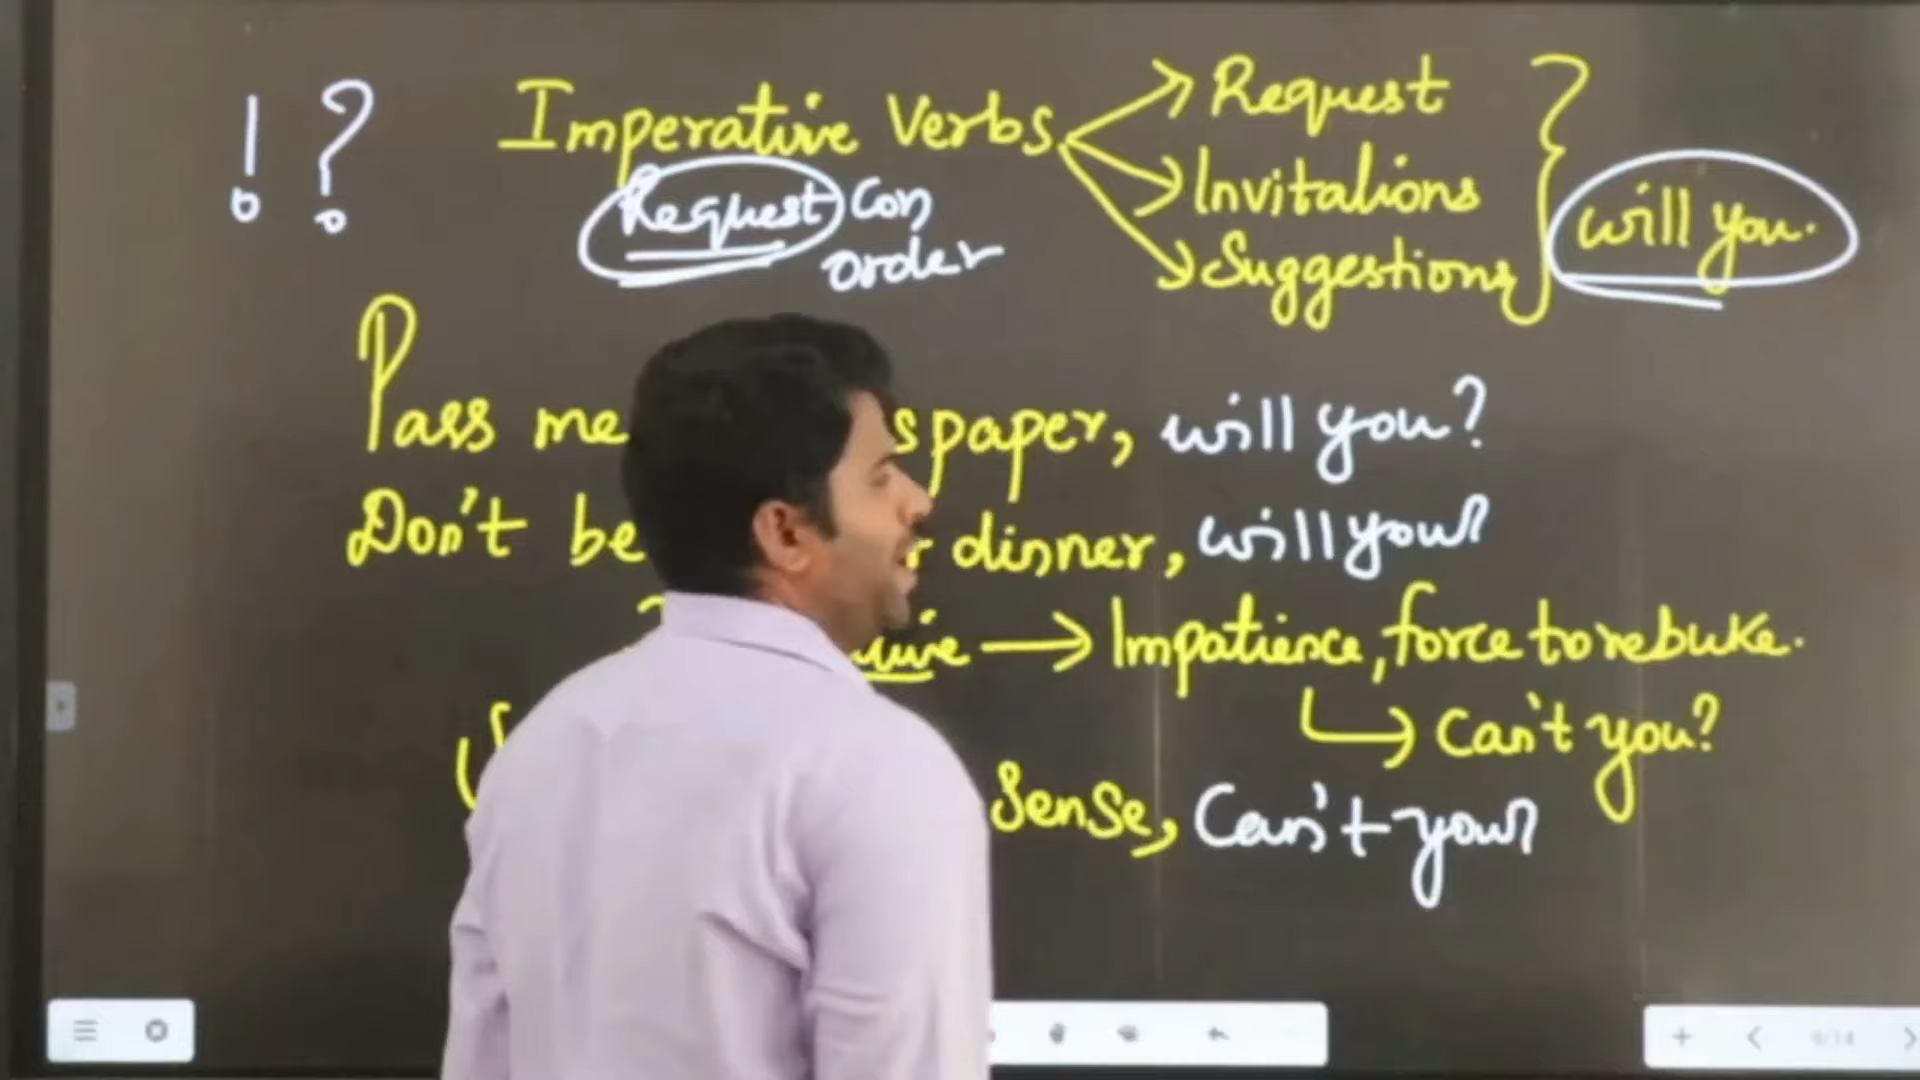 ! ? Imperative Verbs → Request
→ Invitations
→ Suggestions
will you.
Request can
order
Pass me spaper, will you?
Don't be dinner, will you?
→ Impatience, force to rebuke.
→ Can't you?
Sense, Can't you?